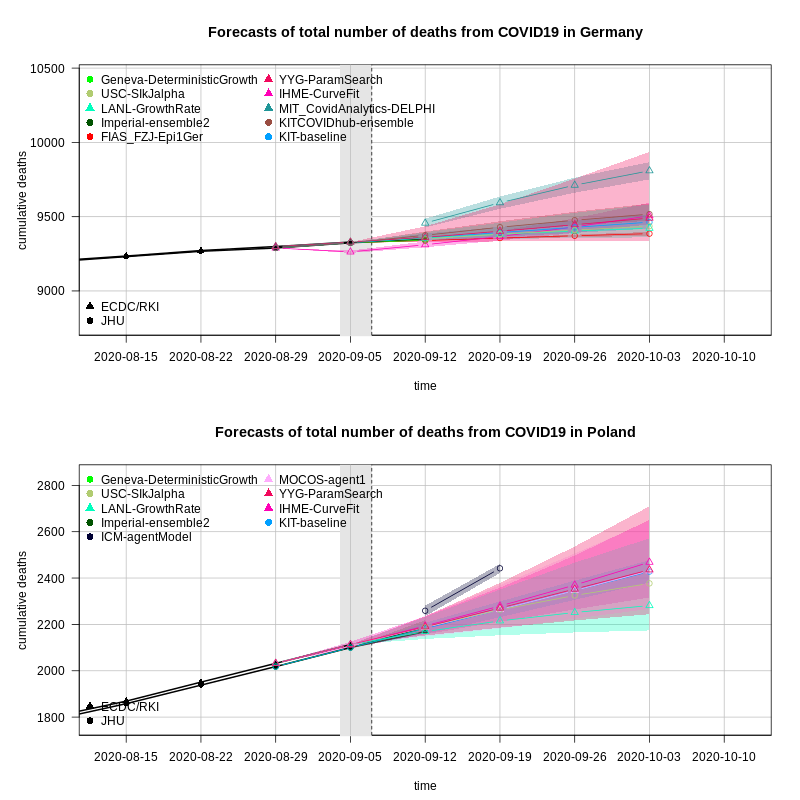 Forecasts of total number of deaths from COVID19 in Germany
cumulative deaths
10500
10000
9500
9000
Geneva-DeterministicGrowth
USC-SIkJalpha
LANL-GrowthRate
Imperial-ensemble2
FIAS_FZJ-Epi1Ger
YYG-ParamSearch
IHME-CurveFit
MIT_CovidAnalytics-DELPHI
KITCOVIDhub-ensemble
KIT-baseline
ECDC/RKI
JHU
2020-08-15 2020-08-22 2020-08-29 2020-09-05 2020-09-12 2020-09-19 2020-09-26 2020-10-03 2020-10-10
time
Forecasts of total number of deaths from COVID19 in Poland
cumulative deaths
2800
2600
2400
2200
2000
1800
Geneva-DeterministicGrowth
USC-SIkJalpha
LANL-GrowthRate
Imperial-ensemble2
ICM-agentModel
MOCOS-agent1
YYG-ParamSearch
IHME-CurveFit
KIT-baseline
ECDC/RKI
JHU
2020-08-15 2020-08-22 2020-08-29 2020-09-05 2020-09-12 2020-09-19 2020-09-26 2020-10-03 2020-10-10
time